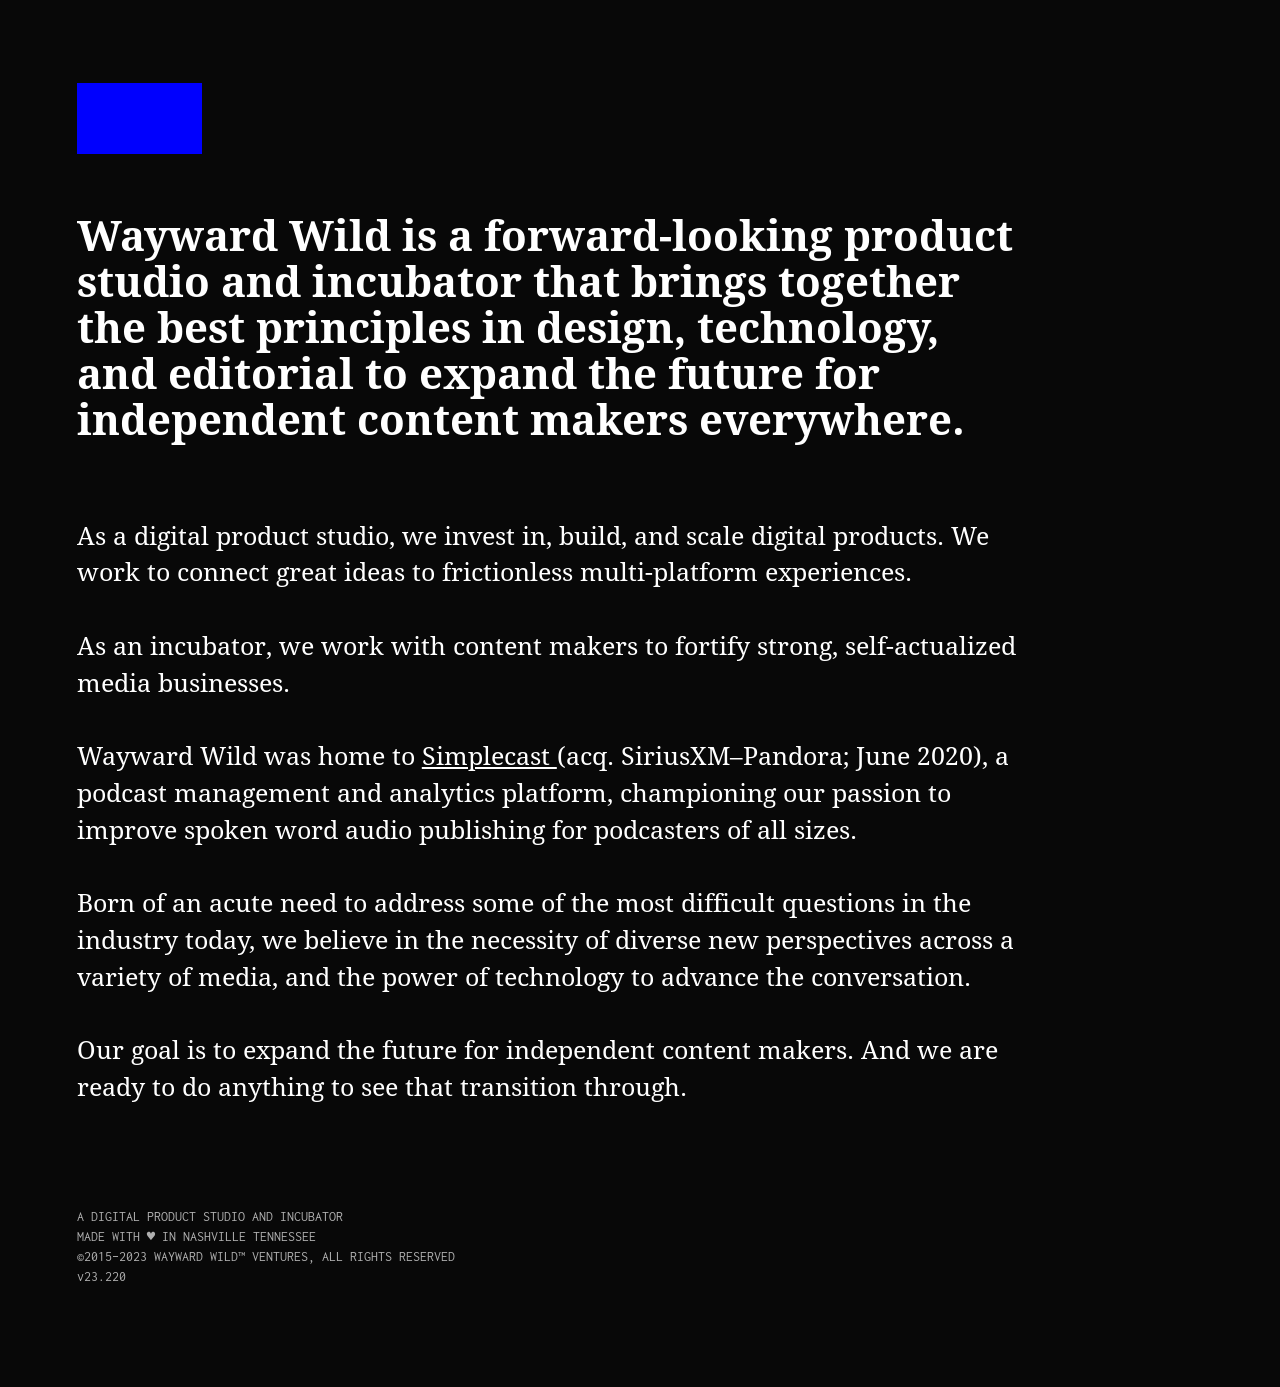 Wayward Wild is a forward-looking product
studio and incubator that brings together
the best principles in design, technology,
and editorial to expand the future for
independent content makers everywhere.
As a digital product studio, we invest in, build, and scale digital products. We
work to connect great ideas to frictionless multi-platform experiences.
As an incubator, we work with content makers to fortify strong, self-actualized
media businesses.
Wayward Wild was home to Simplecast (acq. SiriusXM–Pandora; June 2020), a
podcast management and analytics platform, championing our passion to
improve spoken word audio publishing for podcasters of all sizes.
Born of an acute need to address some of the most difficult questions in the
industry today, we believe in the necessity of diverse new perspectives across a
variety of media, and the power of technology to advance the conversation.
Our goal is to expand the future for independent content makers. And we are
ready to do anything to see that transition through.
A DIGITAL PRODUCT STUDIO AND INCUBATOR
MADE WITH ♥ IN NASHVILLE TENNESSEE
©2015–2023 WAYWARD WILD™ VENTURES, ALL RIGHTS RESERVED
v23.220